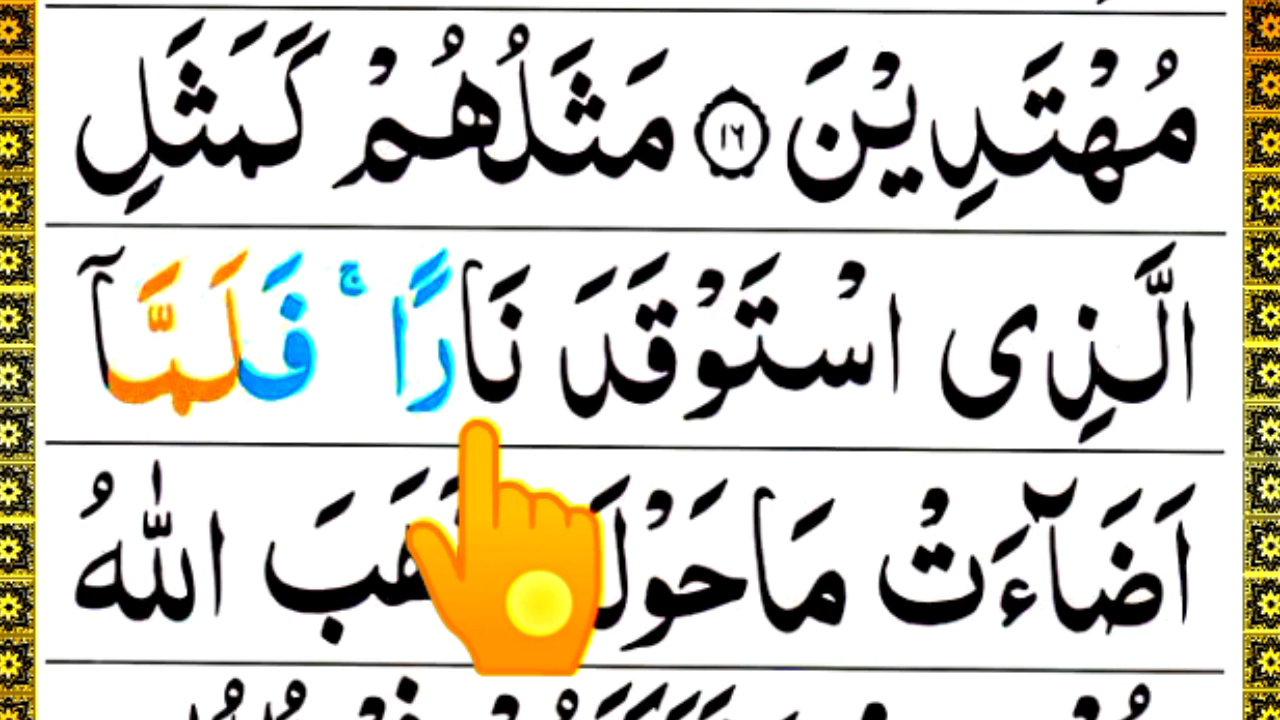 مُهْتَدِيْنَ ۝١٦ مَثَلُهُمْ كَمَثَلِ
الَّذِى اسْتَوْقَدَ نَارًا ۚ فَلَمَّاۤ
اَضَآءَتْ مَا حَوْلَ هَبَ اللّٰهُ